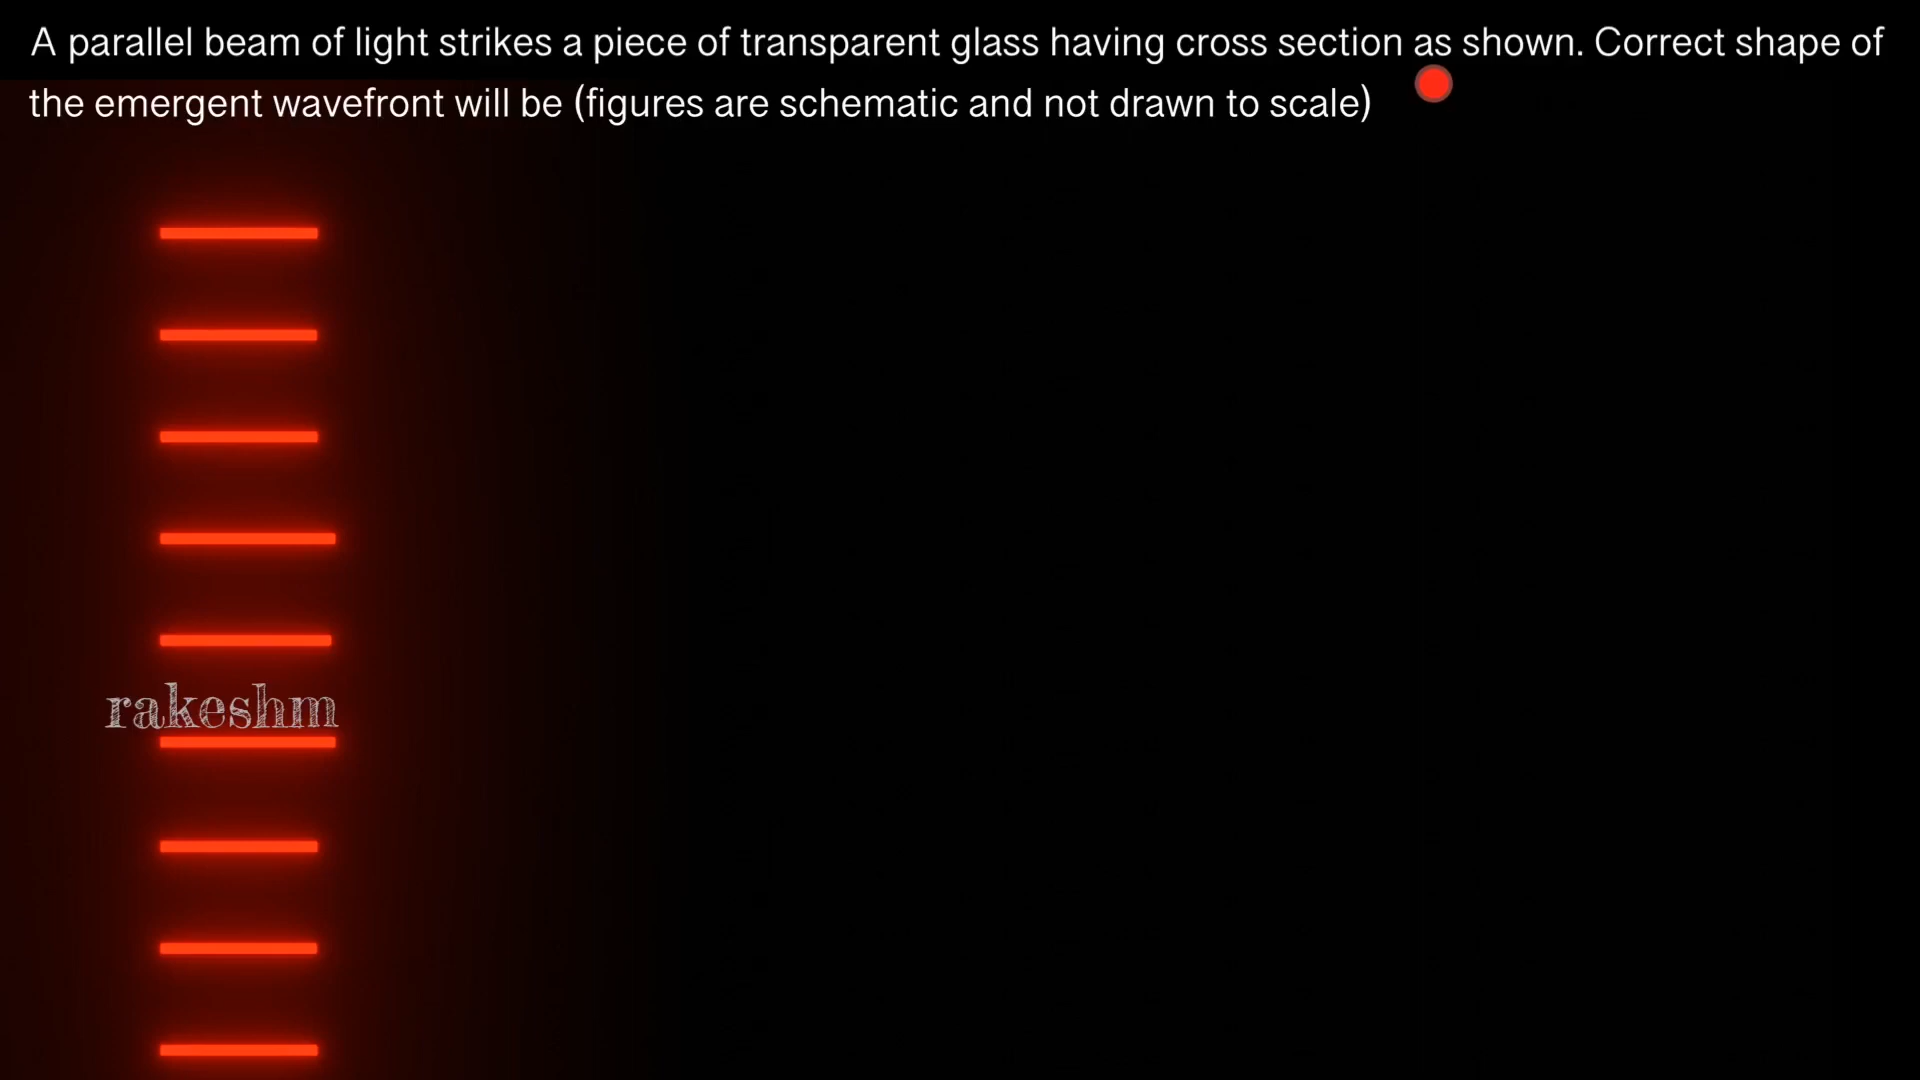 A parallel beam of light strikes a piece of transparent glass having cross section as shown. Correct shape of
the emergent wavefront will be (figures are schematic and not drawn to scale)
rakeshm